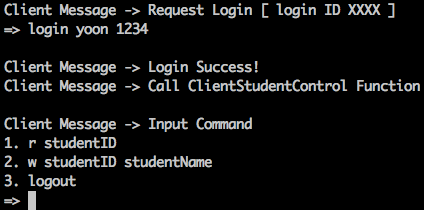 Client Message -> Request Login [ login ID XXXX ]
=> login yoon 1234
Client Message -> Login Success!
Client Message -> Call ClientStudentControl Function
Client Message -> Input Command
1. r studentID
2. w studentID studentName
3. logout
=>